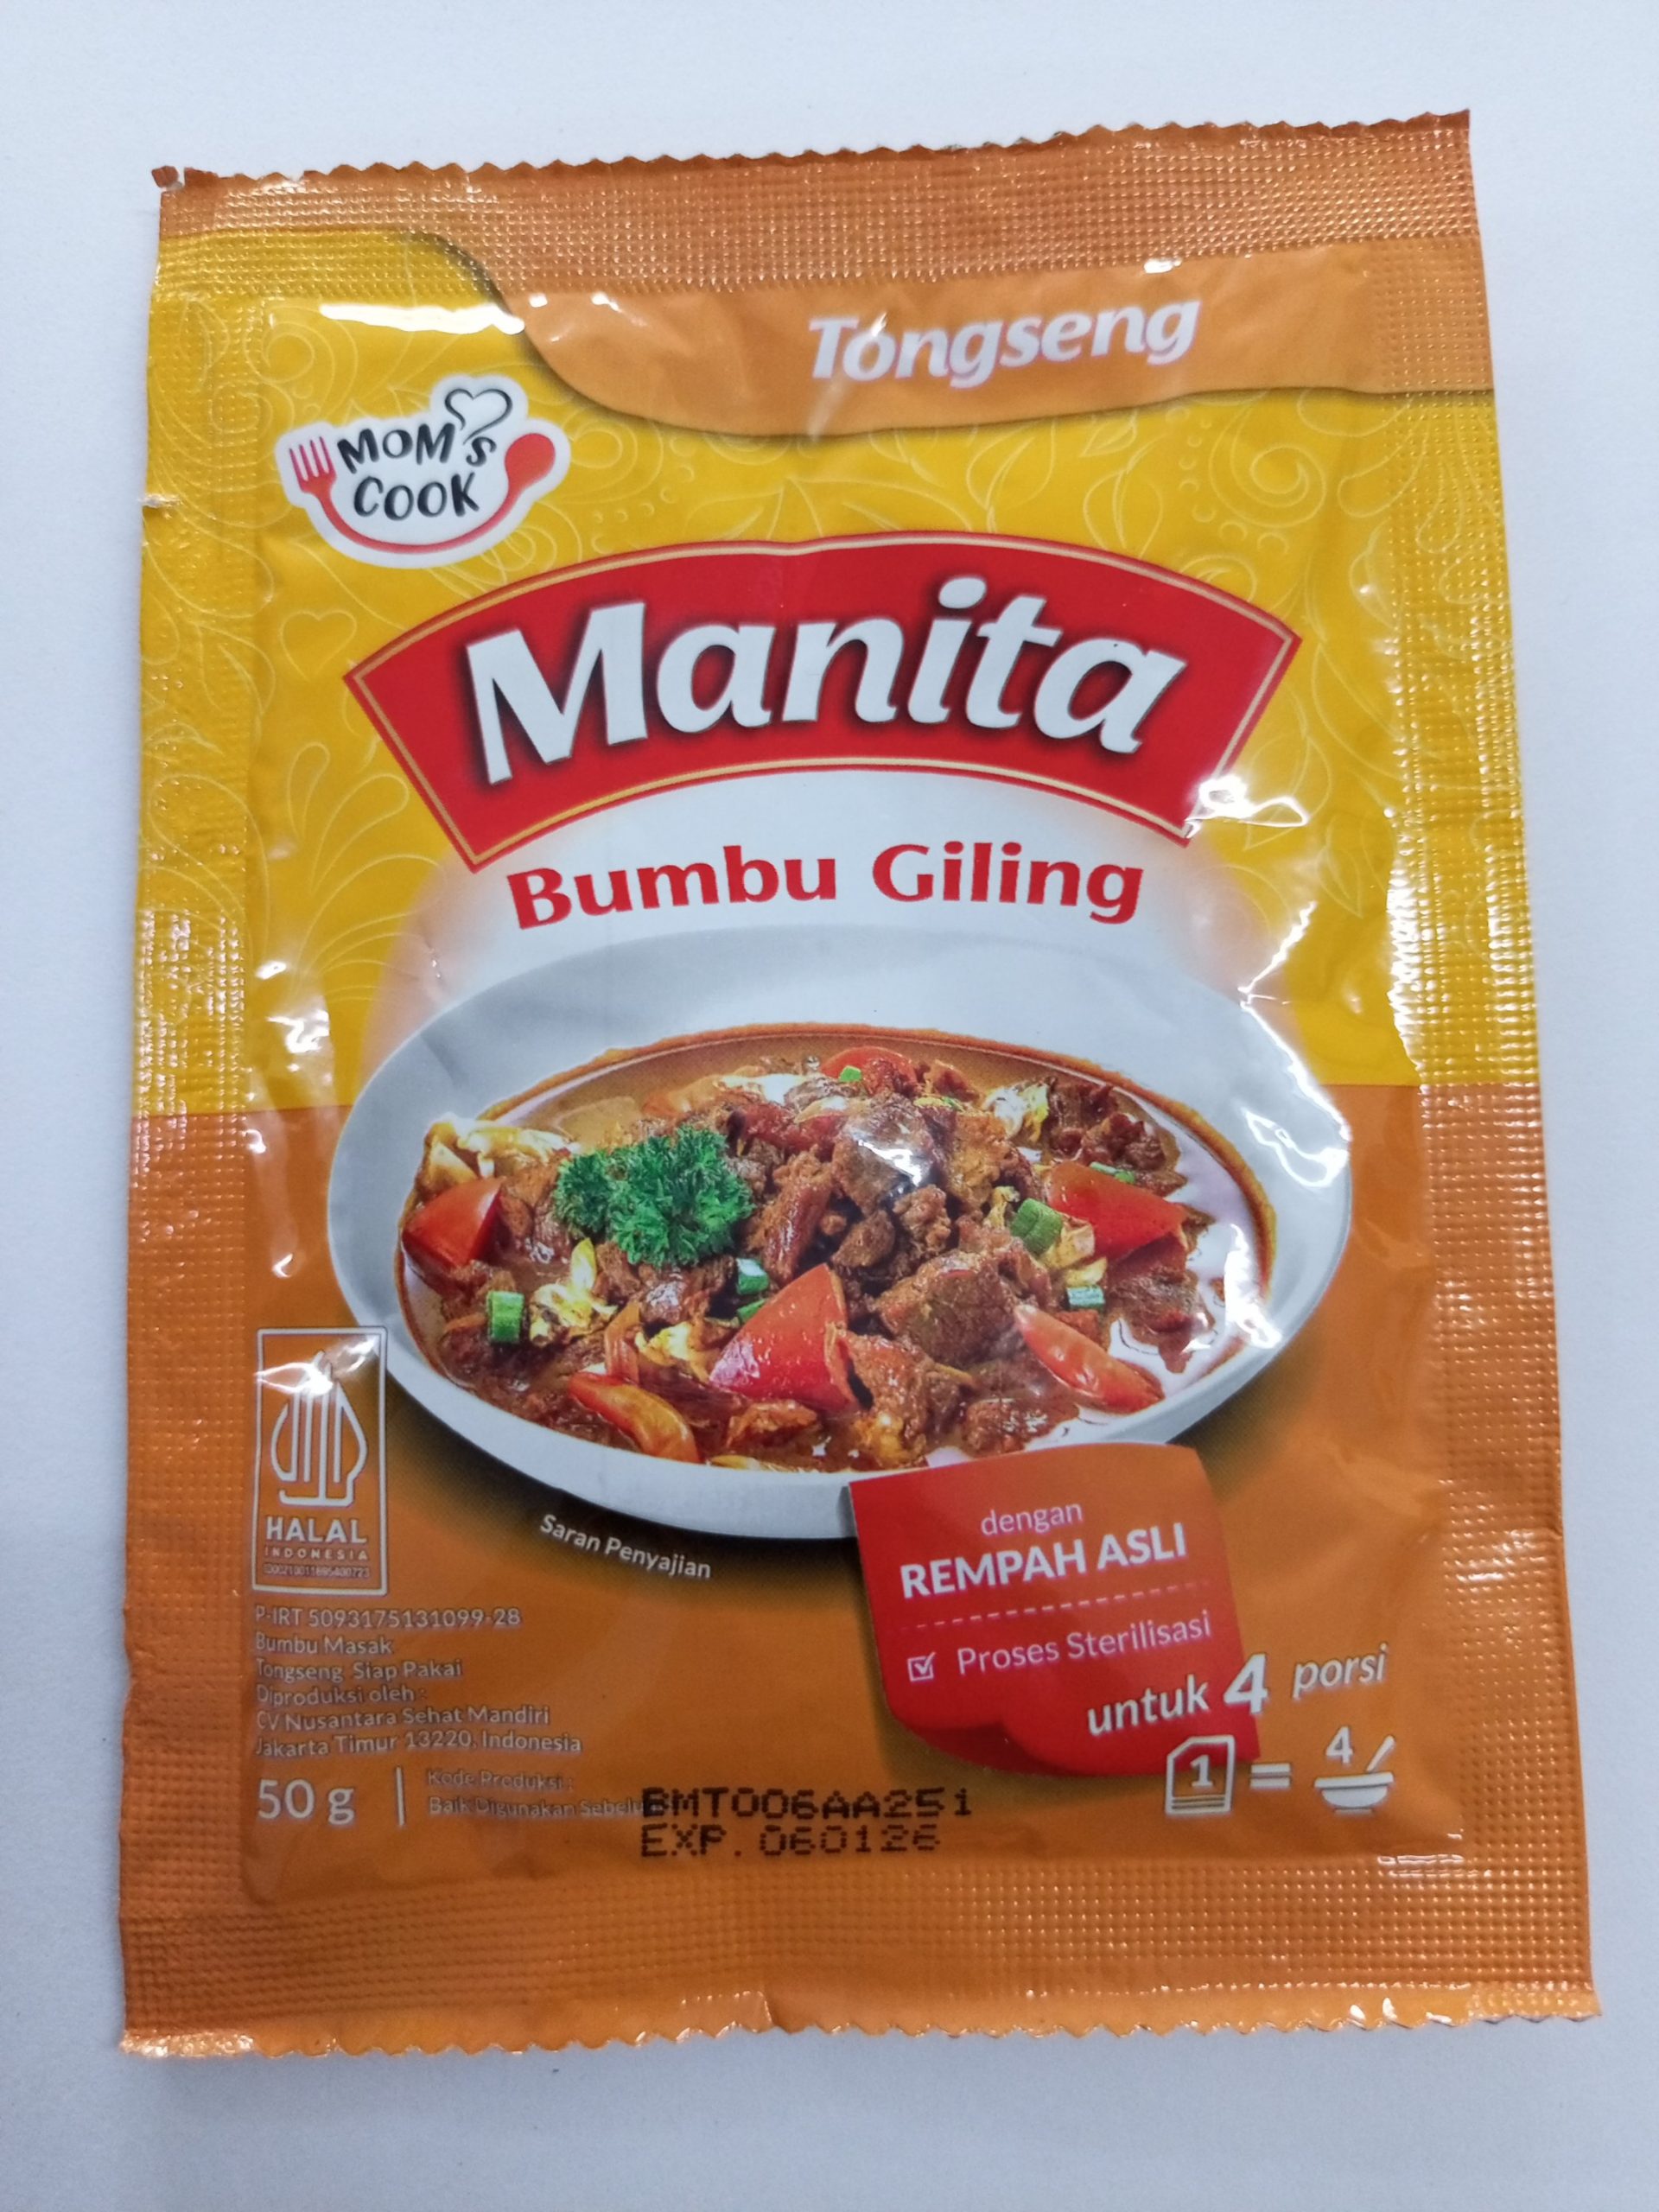 Tongseng
MOM'S
COOK
Manita
Bumbu Giling
HALAL
INDONESIA
Saran Penyajian
dengan
REMPAH ASLI
Proses Sterilisasi
untuk 4 porsi
1 = 4
P-IRT 5093175131099-28
Bumbu Masak
Tongseng Siap Pakai
Diproduksi oleh :
CV Nusantara Sehat Mandiri
Jakarta Timur 13220, Indonesia
50 g
Kode Produksi :
Baik Digunakan
BMT006AA251
EXP. 060126